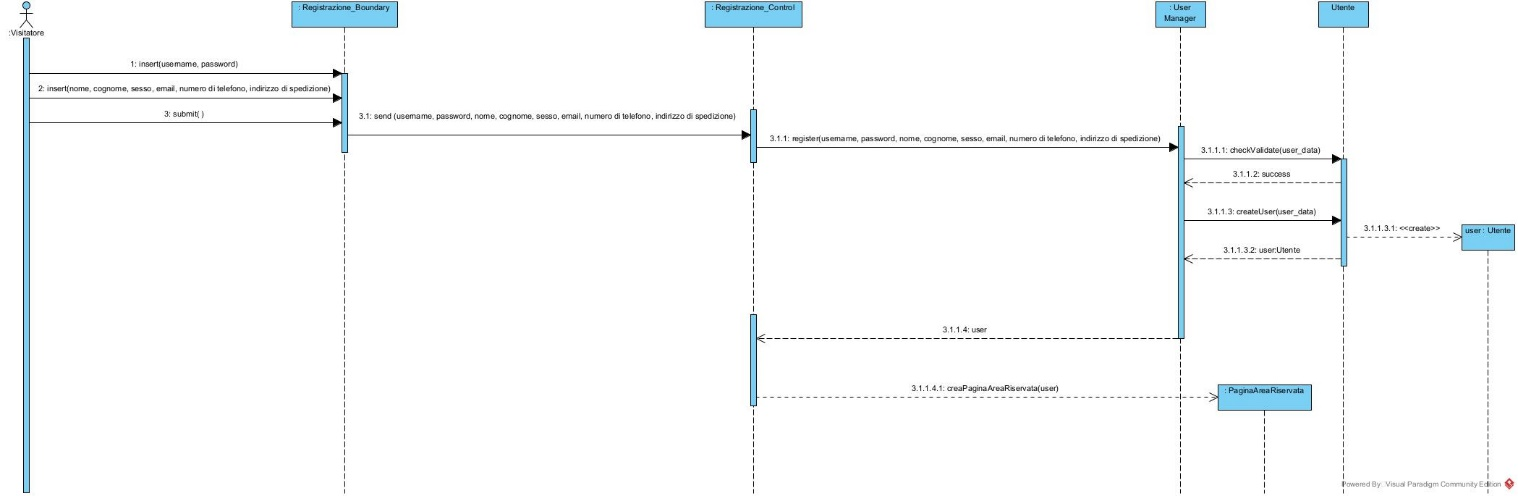 :Visitatore
: Registrazione_Boundary
: Registrazione_Control
: User
Manager
Utente
1: insert(username, password)
2: insert(nome, cognome, sesso, email, numero di telefono, indirizzo di spedizione)
3: submit( )
3.1: send (username, password, nome, cognome, sesso, email, numero di telefono, indirizzo di spedizione)
3.1.1: register(username, password, nome, cognome, sesso, email, numero di telefono, indirizzo di spedizione)
3.1.1.1: checkValidate(user_data)
3.1.1.2: success
3.1.1.3: createUser(user_data)
3.1.1.3.1: <<create>>
user : Utente
3.1.1.3.2: user:Utente
3.1.1.4: user
3.1.1.4.1: creaPaginaAreaRiservata(user)
: PaginaAreaRiservata
Powered By: Visual Paradigm Community Edition